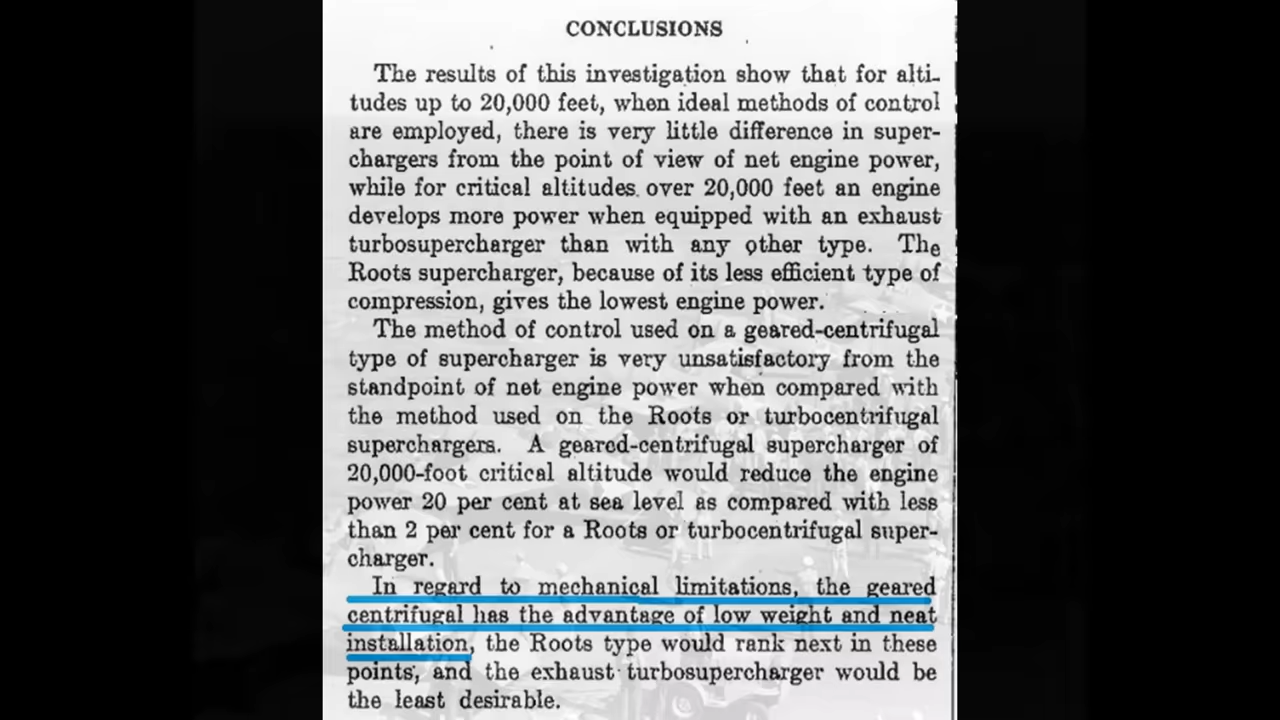 CONCLUSIONS
The results of this investigation show that for alti-
tudes up to 20,000 feet, when ideal methods of control
are employed, there is very little difference in super-
chargers from the point of view of net engine power,
while for critical altitudes over 20,000 feet an engine
develops more power when equipped with an exhaust
turbosupercharger than with any other type. The
Roots supercharger, because of its less efficient type of
compression, gives the lowest engine power.
The method of control used on a geared-centrifugal
type of supercharger is very unsatisfactory from the
standpoint of net engine power when compared with
the method used on the Roots or turbocentrifugal
superchargers. A geared-centrifugal supercharger of
20,000-foot critical altitude would reduce the engine
power 20 per cent at sea level as compared with less
than 2 per cent for a Roots or turbocentrifugal super-
charger.
In regard to mechanical limitations, the geared
centrifugal has the advantage of low weight and neat
installation, the Roots type would rank next in these
points, and the exhaust turbosupercharger would be
the least desirable.